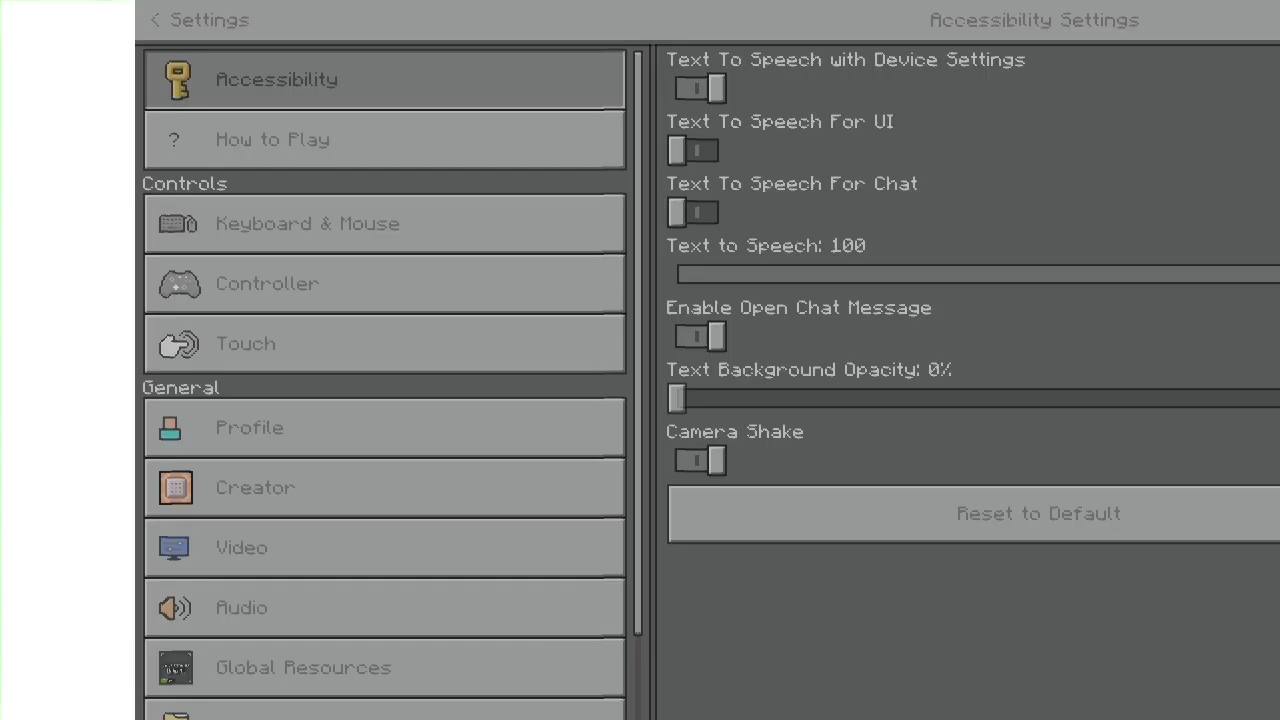 Settings
Accessibility Settings
Accessibility
? How to Play
Controls
Keyboard & Mouse
Controller
Touch
General
Profile
Creator
Video
Audio
Global Resources
Text To Speech with Device Settings
Text To Speech For UI
Text To Speech For Chat
Text to Speech: 100
Enable Open Chat Message
Text Background Opacity: 0%
Camera Shake
Reset to Default